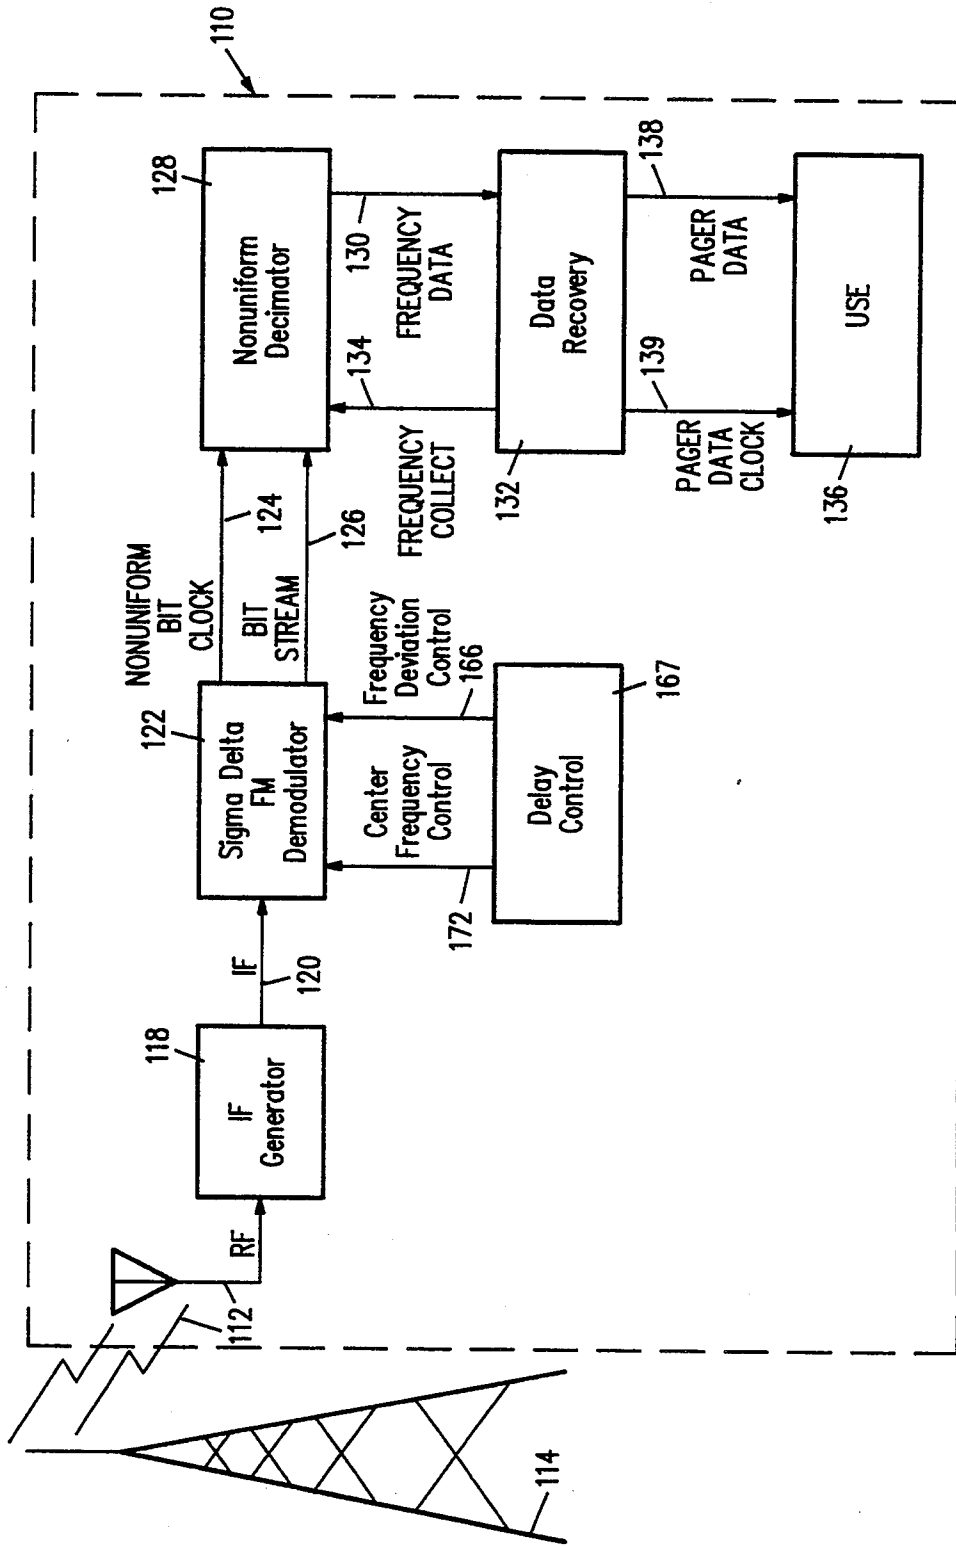 110
112
114
RF
118
IF
Generator
IF
120
122
Sigma Delta
FM
Demodulator
NONUNIFORM
BIT
CLOCK
124
BIT
STREAM
126
128
Nonuniform
Decimator
172
Center
Frequency
Control
Frequency
Deviation
Control
166
167
Delay
Control
134
FREQUENCY
COLLECT
130
FREQUENCY
DATA
132
Data
Recovery
139
PAGER
DATA
CLOCK
138
PAGER
DATA
136
USE